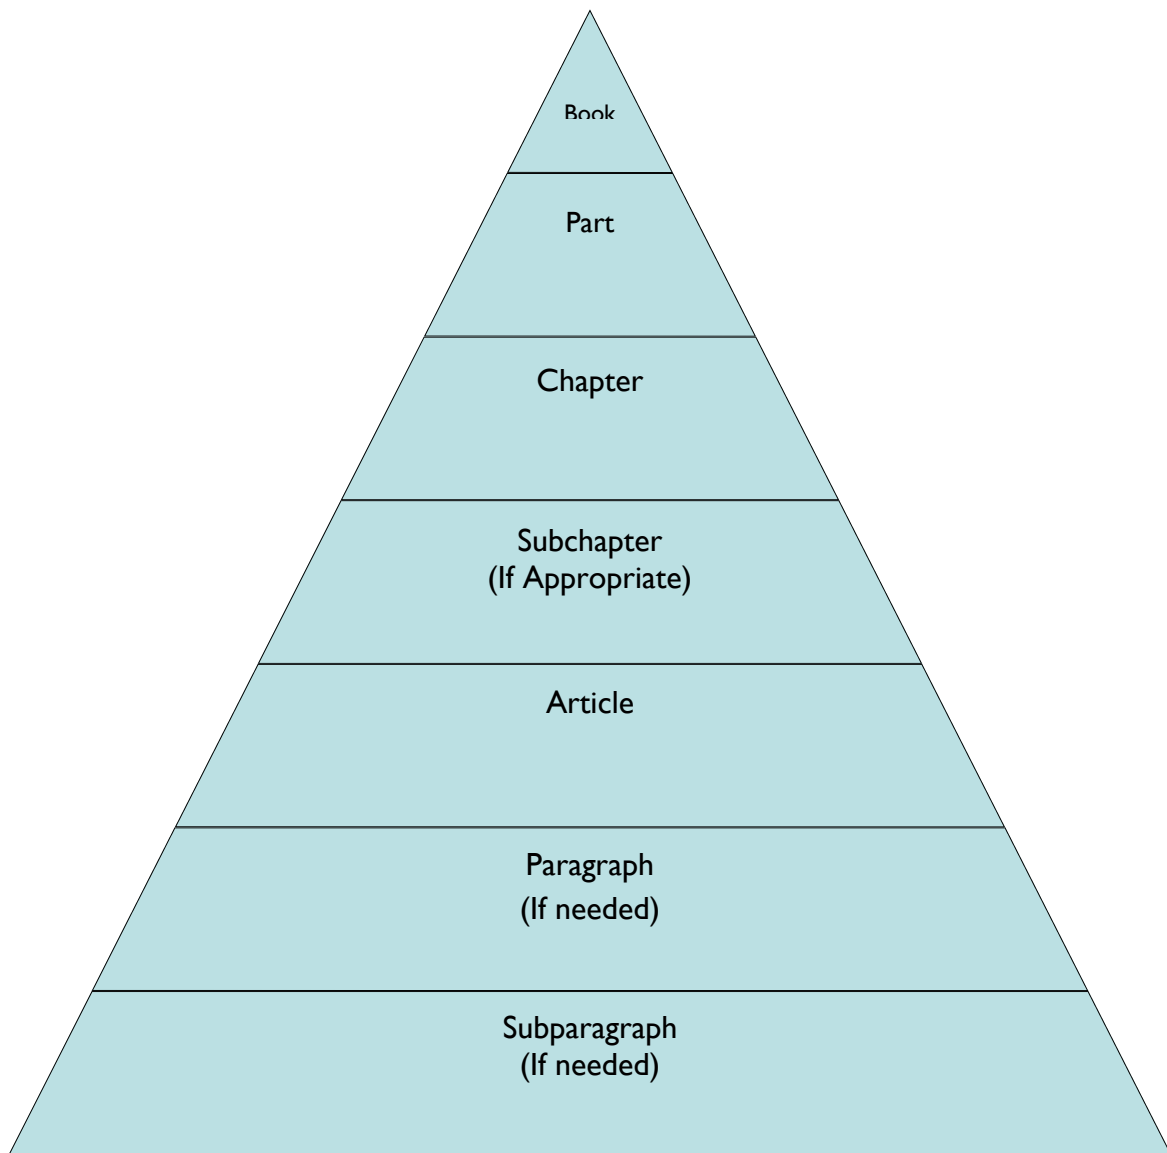 Book
Part
Chapter
Subchapter
(If Appropriate)
Article
Paragraph
(If needed)
Subparagraph
(If needed)